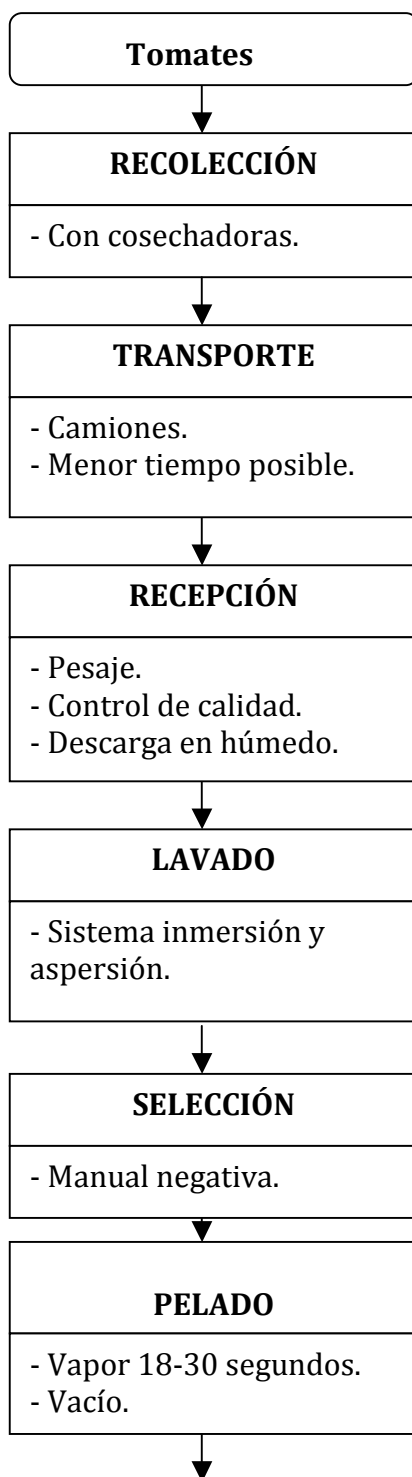 Tomates
RECOLECCIÓN
- Con cosechadoras.
TRANSPORTE
- Camiones.
- Menor tiempo posible.
RECEPCIÓN
- Pesaje.
- Control de calidad.
- Descarga en húmedo.
LAVADO
- Sistema inmersión y
aspersión.
SELECCIÓN
- Manual negativa.
PELADO
- Vapor 18-30 segundos.
- Vacío.